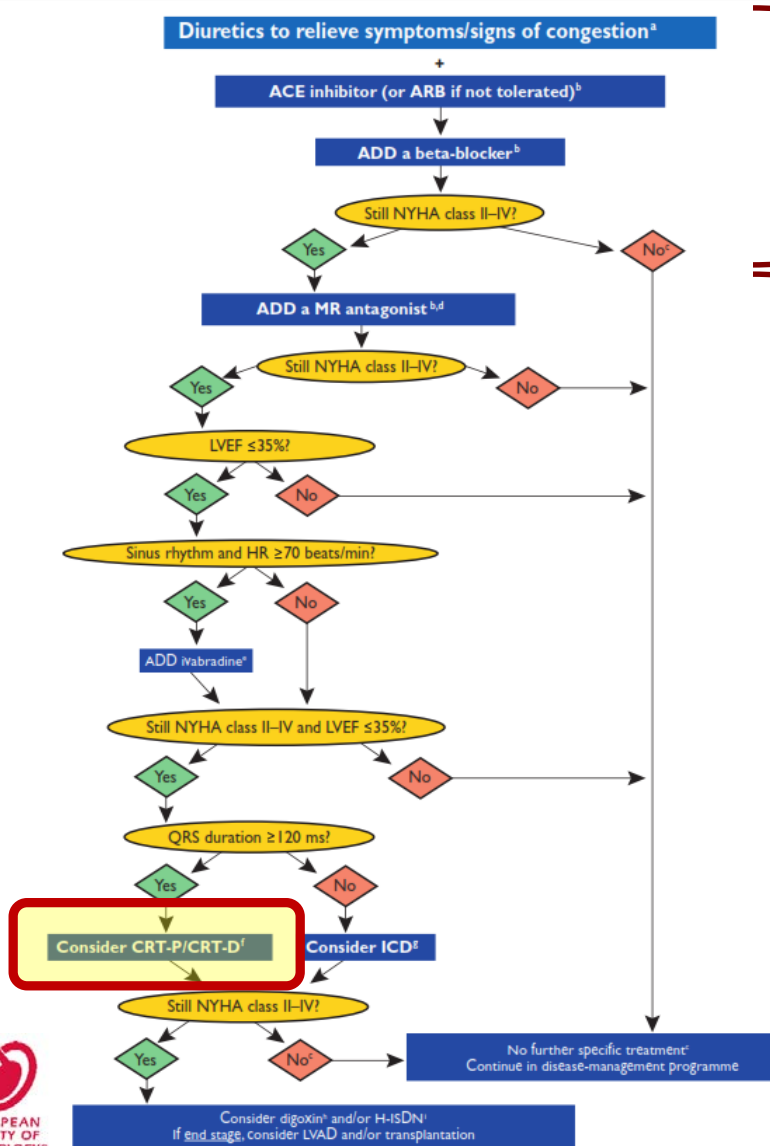 Diuretics to relieve symptoms/signs of congestionᵃ
+
ACE inhibitor (or ARB if not tolerated)ᵇ
ADD a beta-blockerᵇ
Still NYHA class II–IV?
Yes
Noᶜ
ADD a MR antagonistᵇ,ᵈ
Still NYHA class II–IV?
Yes
No
LVEF ≤35%?
Yes
No
Sinus rhythm and HR ≥70 beats/min?
Yes
No
ADD ivabradineᵉ
Still NYHA class II–IV and LVEF ≤35%?
Yes
No
QRS duration ≥120 ms?
Yes
No
Consider CRT-P/CRT-Dᶠ
Consider ICDᵍ
Still NYHA class II–IV?
Yes
Noᶜ
No further specific treatmentᶜ
Continue in disease-management programme
Consider digoxinʰ and/or H-ISDNⁱ
If end stage, consider LVAD and/or transplantation
PEAN
TY OF